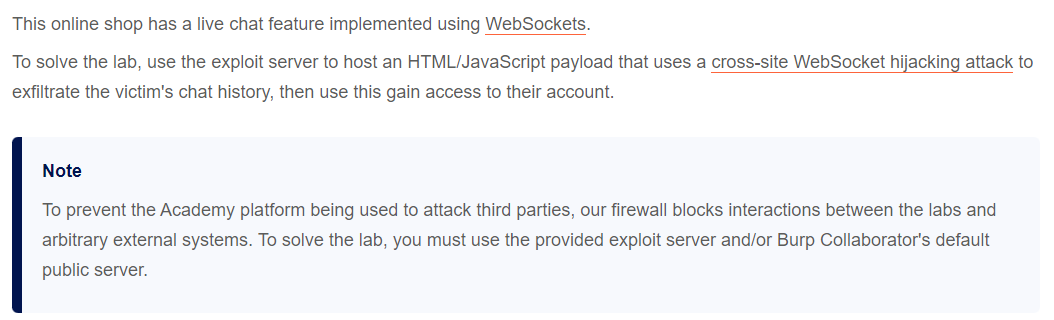 This online shop has a live chat feature implemented using WebSockets.
To solve the lab, use the exploit server to host an HTML/JavaScript payload that uses a cross-site WebSocket hijacking attack to
exfiltrate the victim's chat history, then use this gain access to their account.
Note
To prevent the Academy platform being used to attack third parties, our firewall blocks interactions between the labs and
arbitrary external systems. To solve the lab, you must use the provided exploit server and/or Burp Collaborator's default
public server.